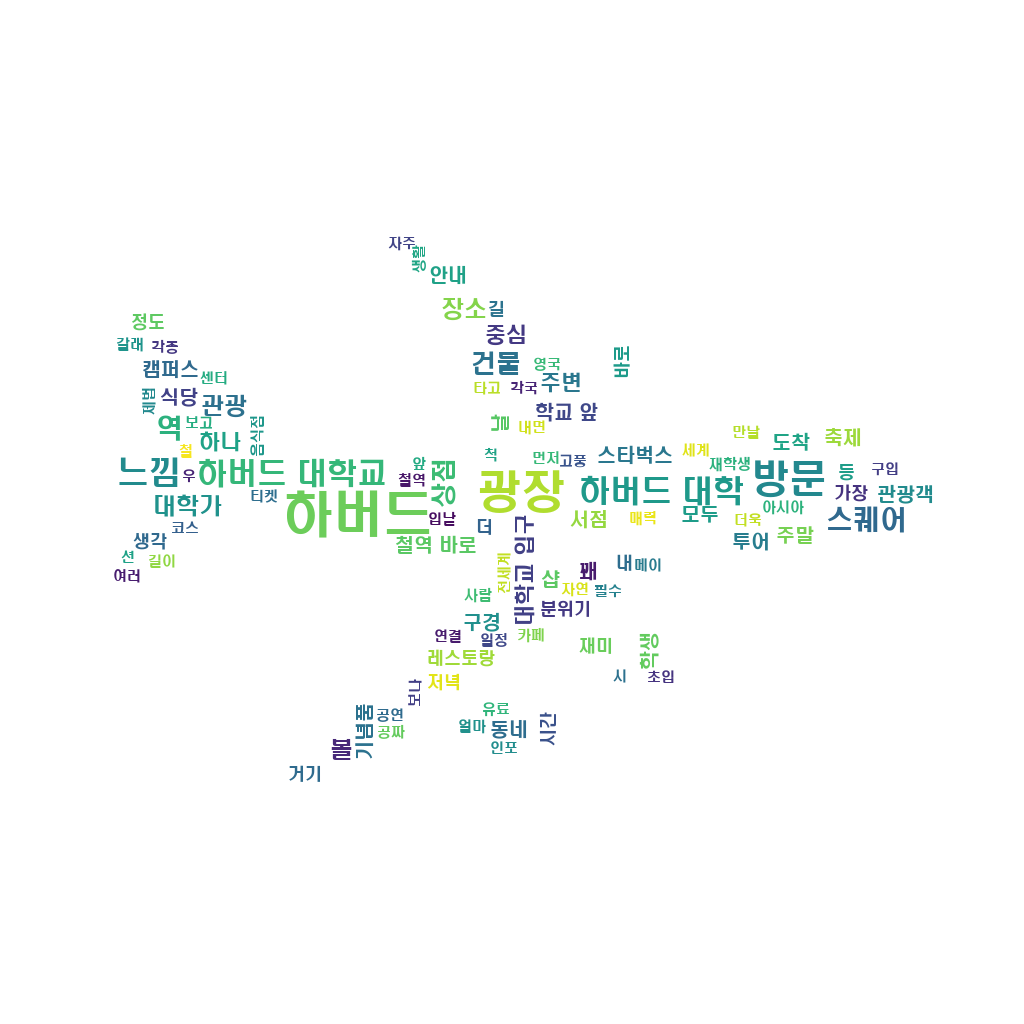 자주
생활
안내
장소 길
정도
중심
갈래 각종
건물 영국 바로
캠퍼스 센터
타고 각국 주변
제법 식당 관광
학교 앞
역 보고 음식점
날 내면
만날 도착 축제
절 하나
척 먼저 고풍 스타벅스 세계
느낌 우 하버드 대학교 앞 상점
재학생 방문 등 구입
철역 광장 하버드 대학
가장 관광객
대학가 티켓 하버드 입날
더 서점 매력 모두 더욱 아시아 스퀘어
코스
생각 철역 바로 대학교 입구
투어 주말
션 길이
전세계 샵 꽤 내 메이
여러
사람 자연 필수
구경 분위기
연결 일정 카페
재미 학생
레스토랑
저녁 시 초입
보나
기념품 공연 유료
공짜 얼마 동네 시간
볼 인포
거기